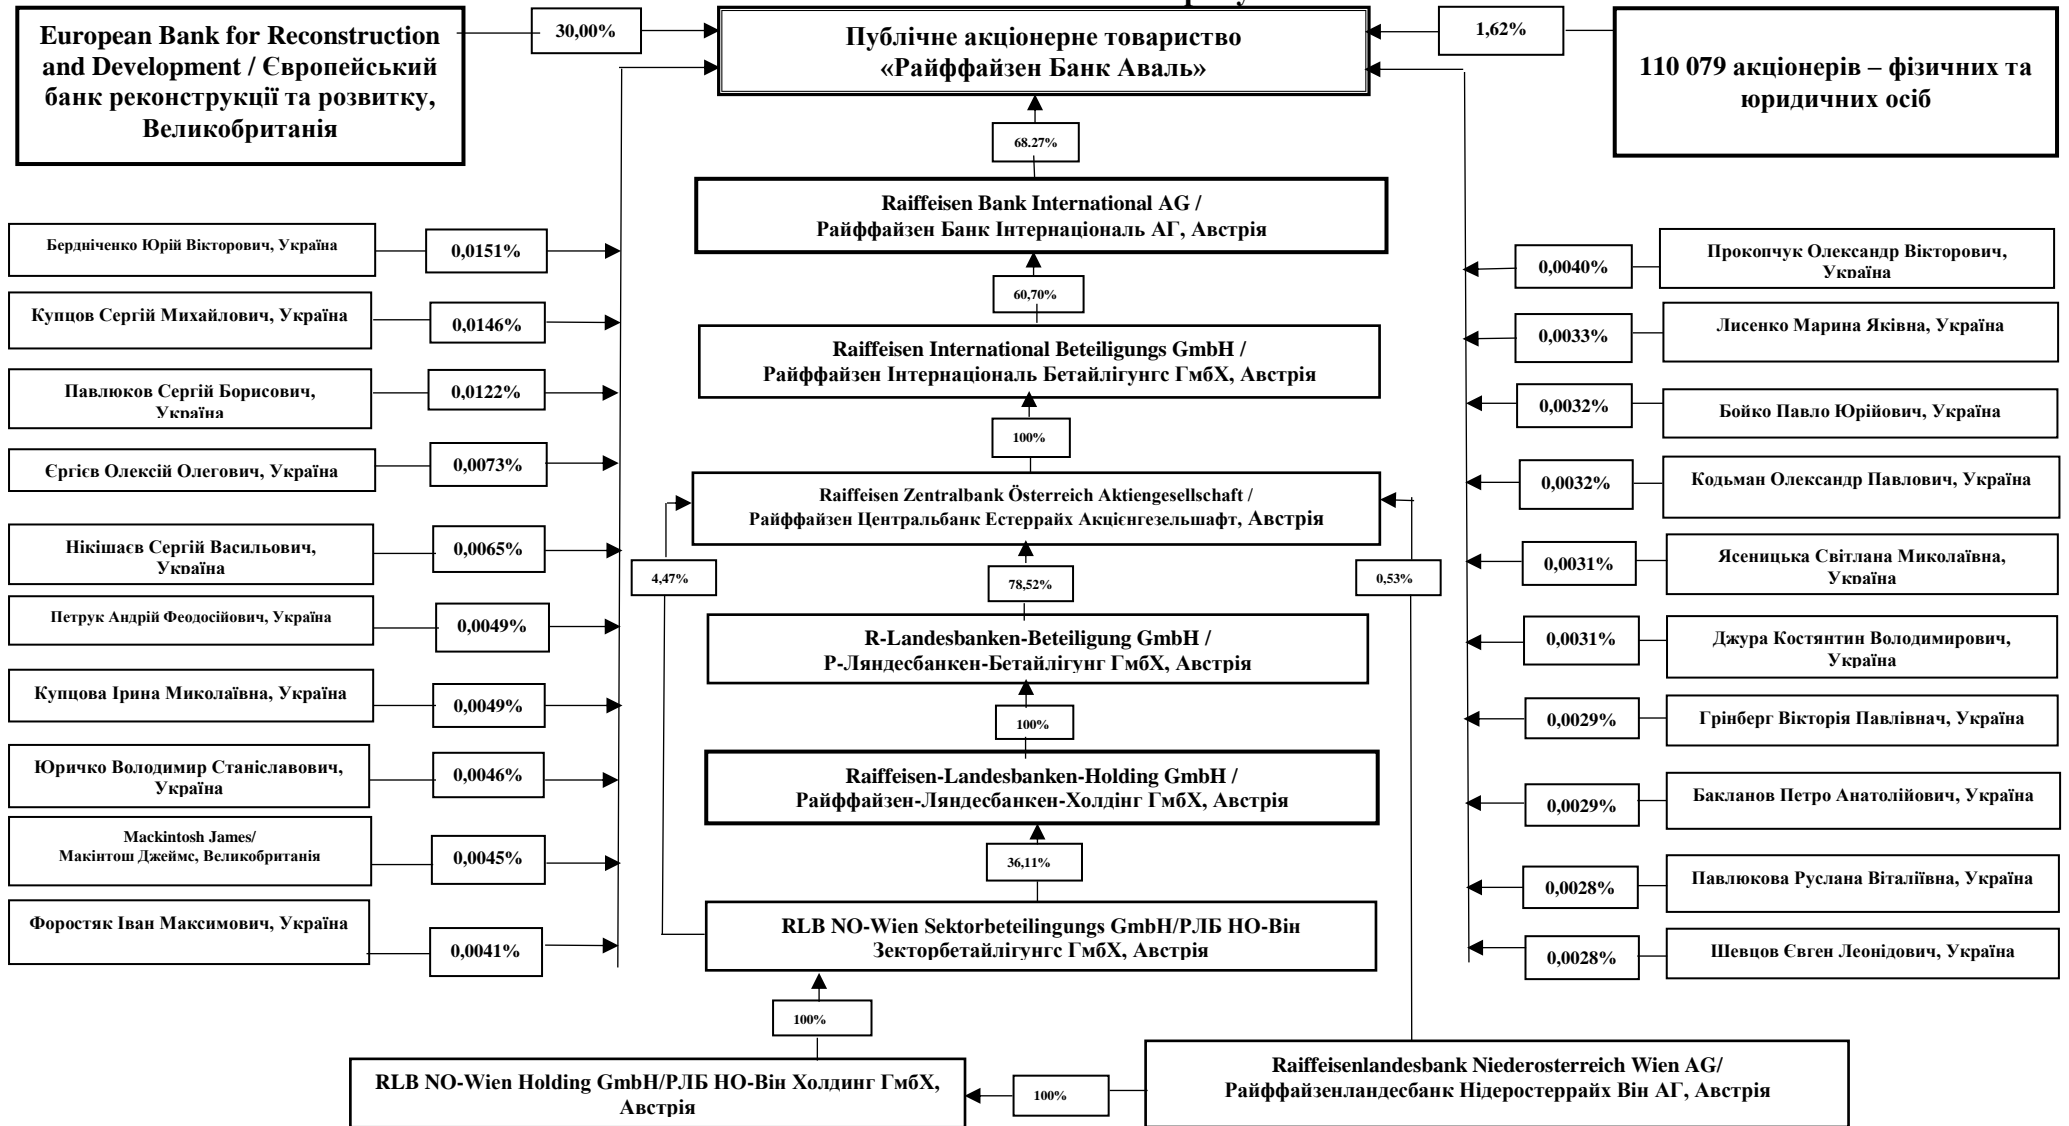 European Bank for Reconstruction
and Development / Європейський
банк реконструкції та розвитку,
Великобританія
30,00%
Публічне акціонерне товариство
«Райффайзен Банк Аваль»
1,62%
110 079 акціонерів – фізичних та
юридичних осіб
68.27%
Raiffeisen Bank International AG /
Райффайзен Банк Інтернаціональ АГ, Австрія
60,70%
Raiffeisen International Beteiligungs GmbH /
Райффайзен Інтернаціональ Бетайлігунгс ГмбХ, Австрія
100%
Raiffeisen Zentralbank Österreich Aktiengesellschaft /
Райффайзен Центральбанк Естеррайх Акцієнгезельшафт, Австрія
4,47%
78,52%
0,53%
R-Landesbanken-Beteiligung GmbH /
Р-Ляндесбанкен-Бетайлігунг ГмбХ, Австрія
100%
Raiffeisen-Landesbanken-Holding GmbH /
Райффайзен-Ляндесбанкен-Холдінг ГмбХ, Австрія
36,11%
RLB NO-Wien Sektorbeteilingungs GmbH/РЛБ НО-Він
Зекторбетайлігунгс ГмбХ, Австрія
100%
RLB NO-Wien Holding GmbH/РЛБ НО-Він Холдинг ГмбХ,
Австрія
100%
Raiffeisenlandesbank Niederosterreich Wien AG/
Райффайзенландесбанк Нідеростеррайх Він АГ, Австрія
Бердніченко Юрій Вікторович, Україна
0,0151%
Купцов Сергій Михайлович, Україна
0,0146%
Павлюков Сергій Борисович,
Україна
0,0122%
Єргієв Олексій Олегович, Україна
0,0073%
Нікішаєв Сергій Васильович,
Україна
0,0065%
Петрук Андрій Феодосійович, Україна
0,0049%
Купцова Ірина Миколаївна, Україна
0,0049%
Юричко Володимир Станіславович,
Україна
0,0046%
Mackintosh James/
Макінтош Джеймс, Великобританія
0,0045%
Форостяк Іван Максимович, Україна
0,0041%
0,0040%
Прокопчук Олександр Вікторович,
Україна
0,0033%
Лисенко Марина Яківна, Україна
0,0032%
Бойко Павло Юрійович, Україна
0,0032%
Кодьман Олександр Павлович, Україна
0,0031%
Ясеницька Світлана Миколаївна,
Україна
0,0031%
Джура Костянтин Володимирович,
Україна
0,0029%
Грінберг Вікторія Павлівнач, Україна
0,0029%
Бакланов Петро Анатолійович, Україна
0,0028%
Павлюкова Руслана Віталіївна, Україна
0,0028%
Шевцов Євген Леонідович, Україна